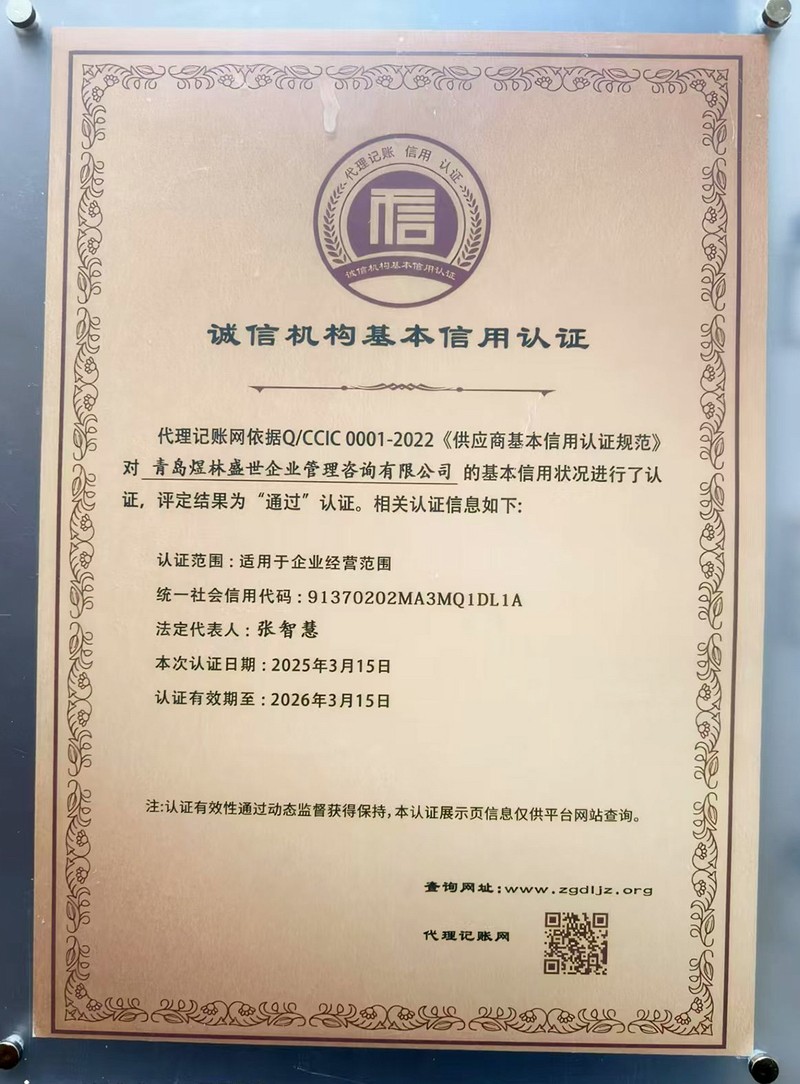 代理记账 信用 认证
信
诚信机构基本信用认证
诚信机构基本信用认证
代理记账网依据Q/CCIC 0001-2022《供应商基本信用认证规范》
对 青岛煜林盛世企业管理咨询有限公司 的基本信用状况进行了认
证，评定结果为“通过”认证。相关认证信息如下:
认证范围：适用于企业经营范围
统一社会信用代码：91370202MA3MQ1DL1A
法定代表人：张智慧
本次认证日期：2025年3月15日
认证有效期至：2026年3月15日
注:认证有效性通过动态监督获得保持,本认证展示页信息仅供平台网站查询。
查询网址:www.zgdljz.org
代理记账网